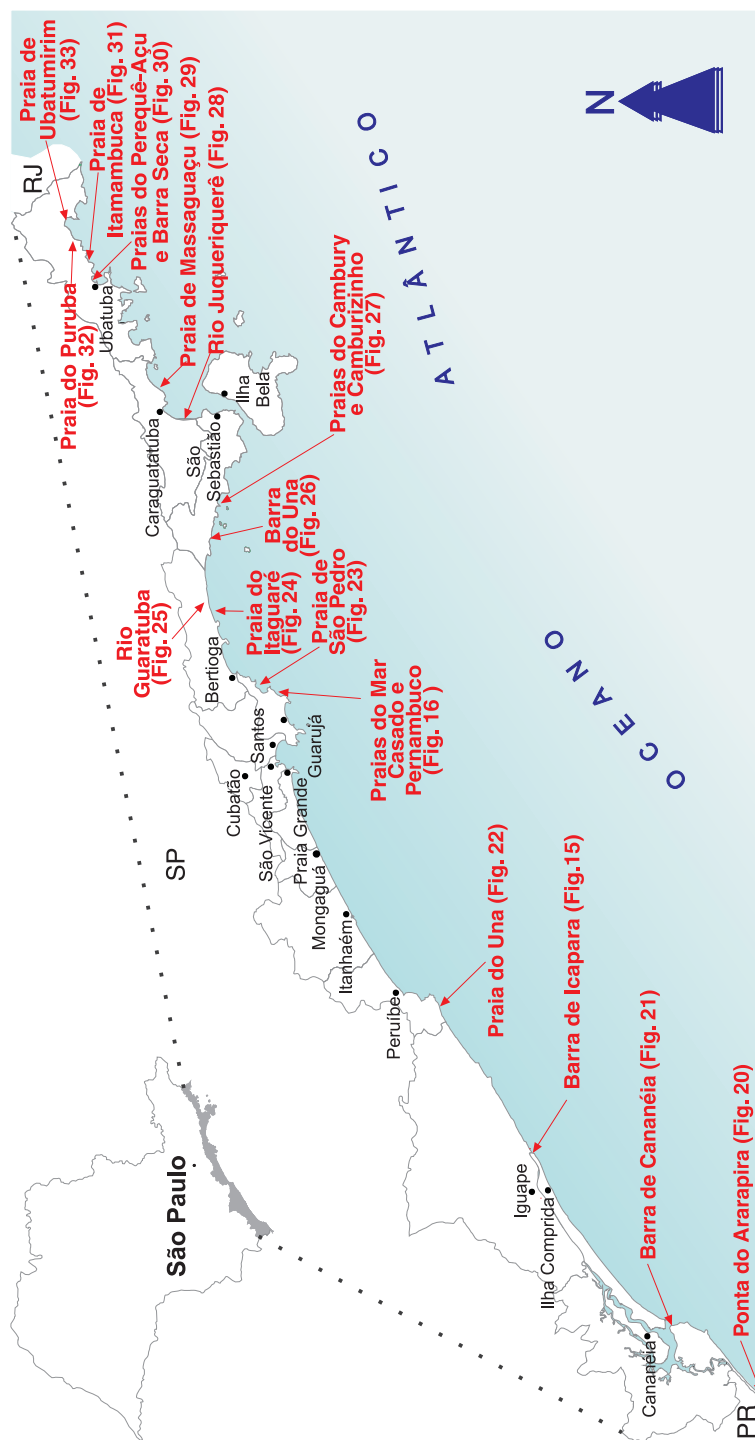 Praia de
Ubatumirim
(Fig. 33)
Praia de
Itamambuca (Fig. 31)
Praias do Perequê-Açu
e Barra Seca (Fig. 30)
Praia de Massaguaçu (Fig. 29)
Rio Juqueriquerê (Fig. 28)
RJ
Praia do Puruba
(Fig. 32)
Ubatuba
Caraguatatuba
São
Sebastião
Ilha
Bela
Praias do Cambury
e Camburizinho
(Fig. 27)
Barra
do Una
(Fig. 26)
Rio
Guaratuba
(Fig. 25)
Praia do
Itaguaré
(Fig. 24)
Praia de
São Pedro
(Fig. 23)
Bertioga
Santos
Guarujá
Praias do Mar
Casado e
Pernambuco
(Fig. 16)
Cubatão
São Vicente
Praia Grande
Mongaguá
Itanhaém
Peruíbe
SP
São Paulo
Praia do Una (Fig. 22)
Barra de Icapara (Fig.15)
Iguape
Ilha Comprida
Barra de Cananéia (Fig. 21)
Cananéia
Ponta do Ararapira (Fig. 20)
PR
OCEANO
ATLÂNTICO
N